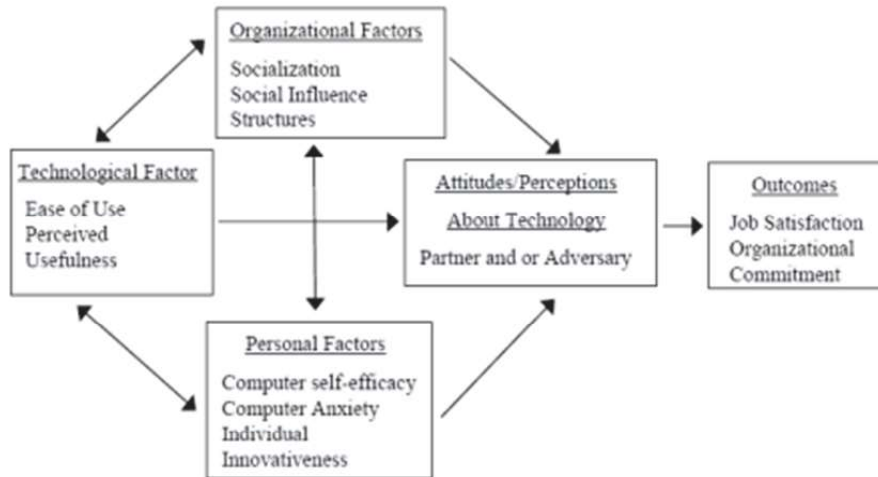 Organizational Factors
Socialization
Social Influence
Structures
Technological Factor
Ease of Use
Perceived
Usefulness
Attitudes/Perceptions
About Technology
Partner and or Adversary
Outcomes
Job Satisfaction
Organizational
Commitment
Personal Factors
Computer self-efficacy
Computer Anxiety
Individual
Innovativeness